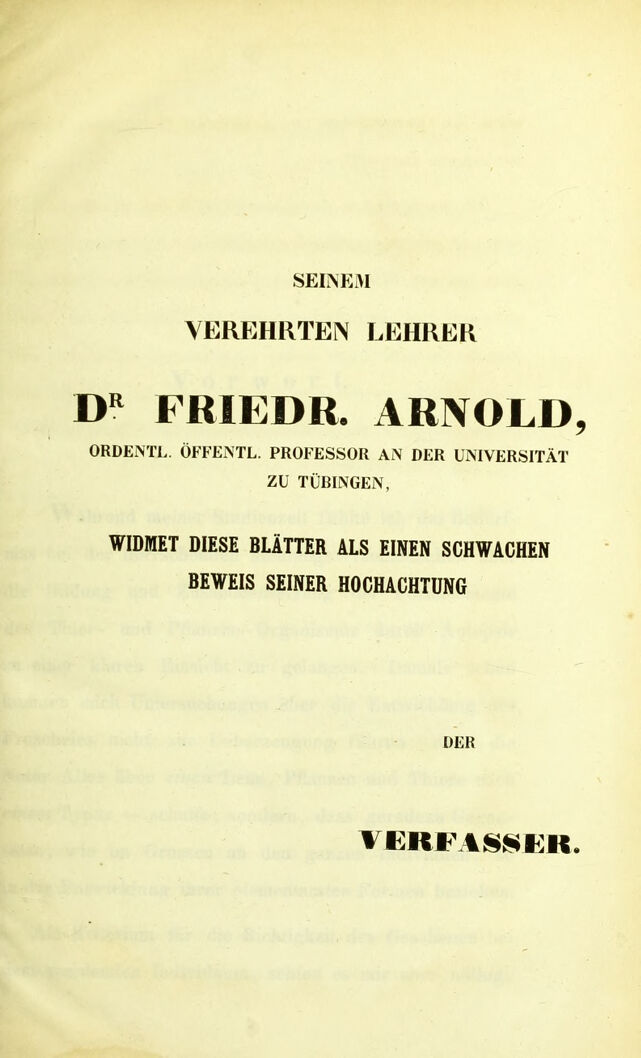 SEINEM
VEREHRTEN LEHRER
DR. FRIEDR. ARNOLD,
ORDENTL. ÖFFENTL. PROFESSOR AN DER UNIVERSITÄT
ZU TÜBINGEN,
WIDMET DIESE BLÄTTER ALS EINEN SCHWACHEN
BEWEIS SEINER HOCHACHTUNG
DER
VERFASSER.